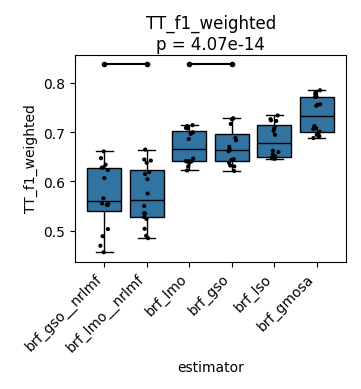 TT_f1_weighted
p = 4.07e-14
TT_f1_weighted
0.8
0.7
0.6
0.5
brf_gso__nrlmf
brf_lmo__nrlmf
brf_lmo
brf_gso
brf_lso
brf_gmosa
estimator